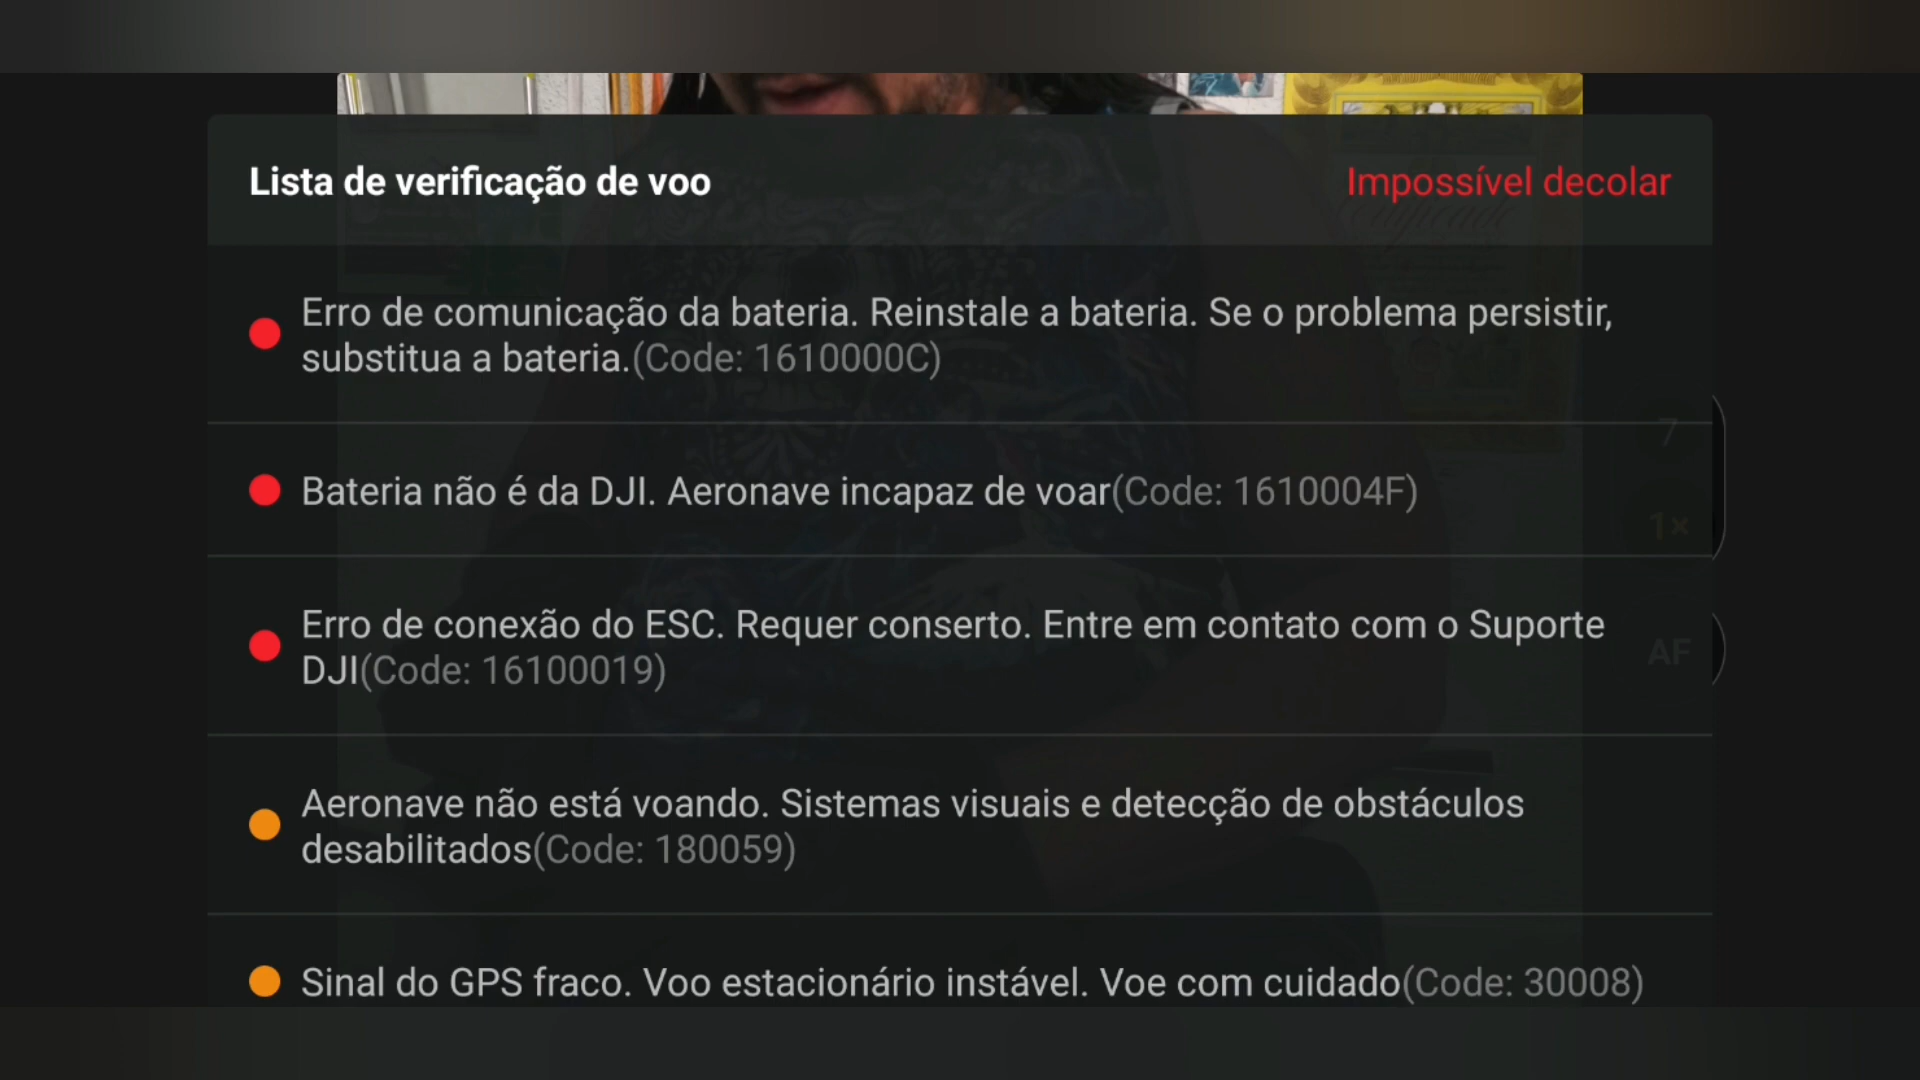 Lista de verificação de voo
Impossível decolar
Erro de comunicação da bateria. Reinstale a bateria. Se o problema persistir,
substitua a bateria.(Code: 1610000C)
7
Bateria não é da DJI. Aeronave incapaz de voar(Code: 1610004F)
1×
Erro de conexão do ESC. Requer conserto. Entre em contato com o Suporte
DJI(Code: 16100019)
AF
Aeronave não está voando. Sistemas visuais e detecção de obstáculos
desabilitados(Code: 180059)
Sinal do GPS fraco. Voo estacionário instável. Voe com cuidado(Code: 30008)